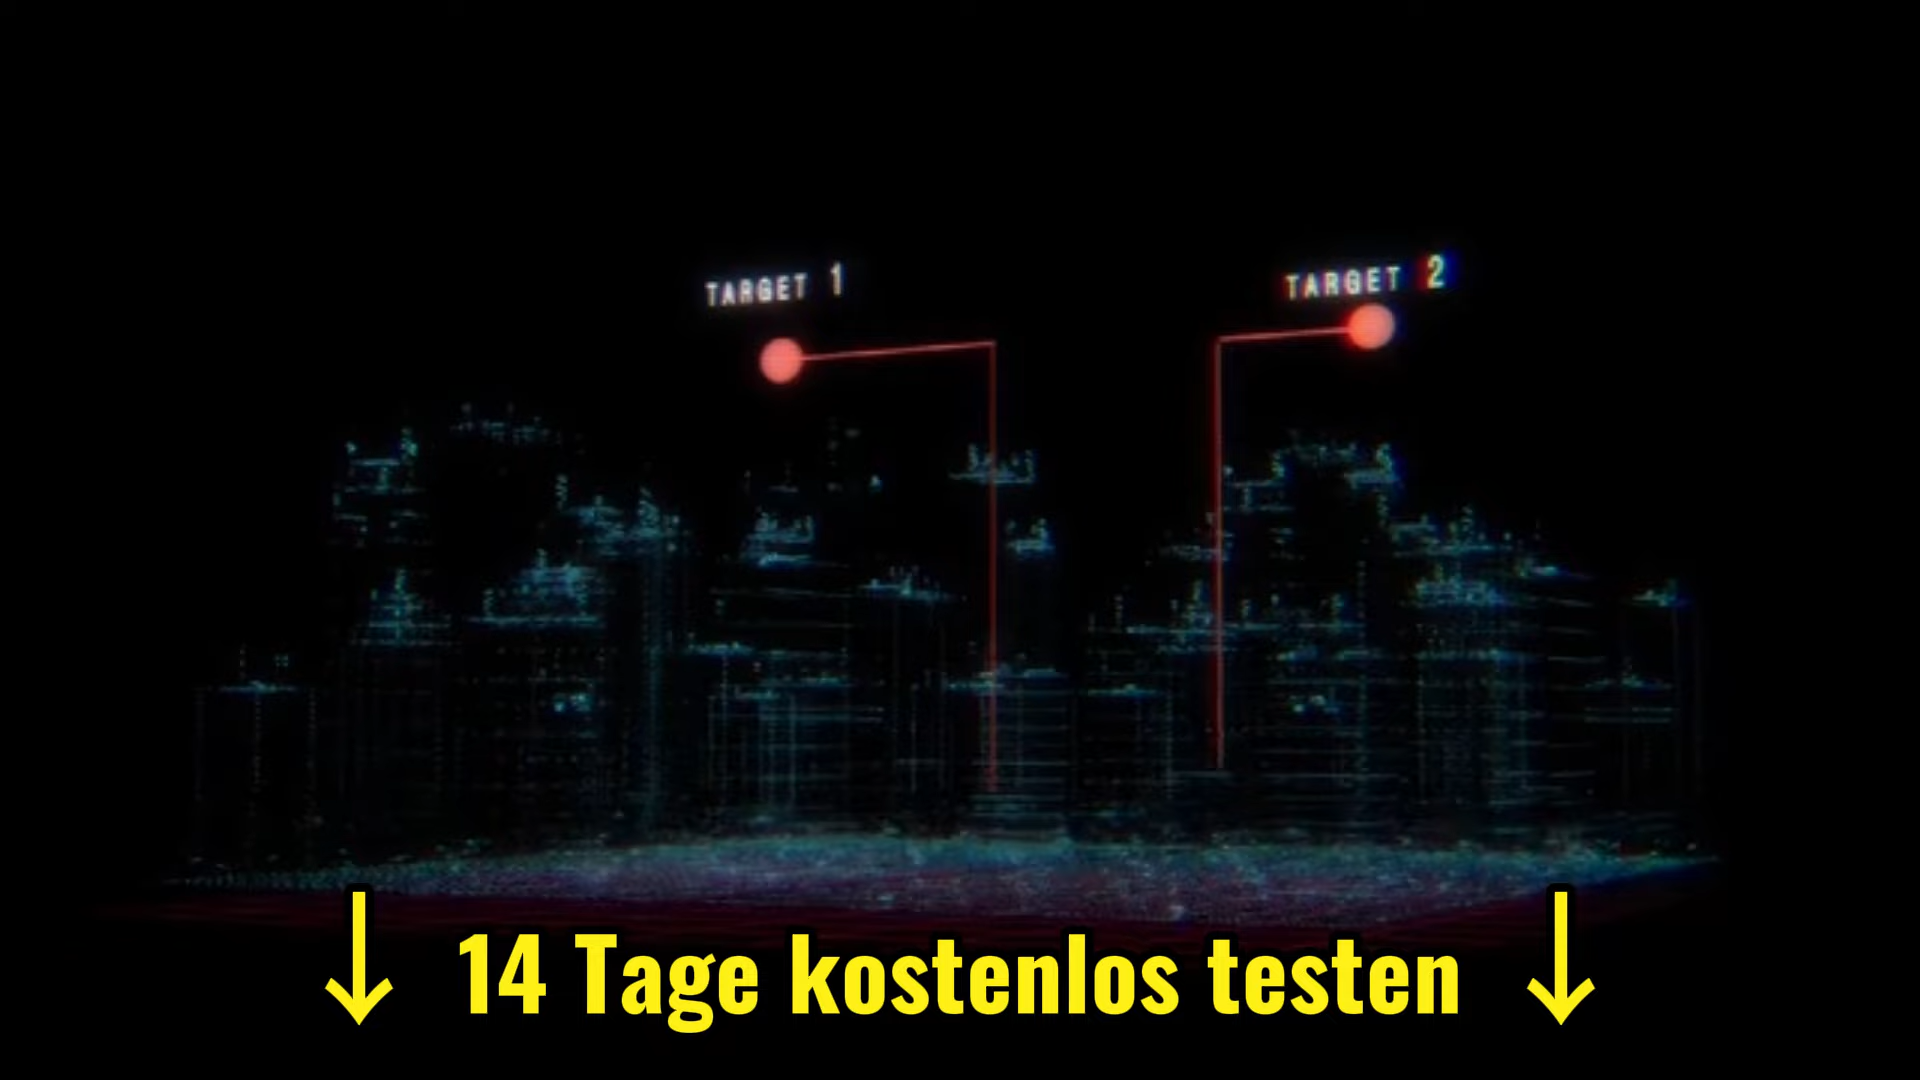 TARGET 1
TARGET 2
↓ 14 Tage kostenlos testen ↓